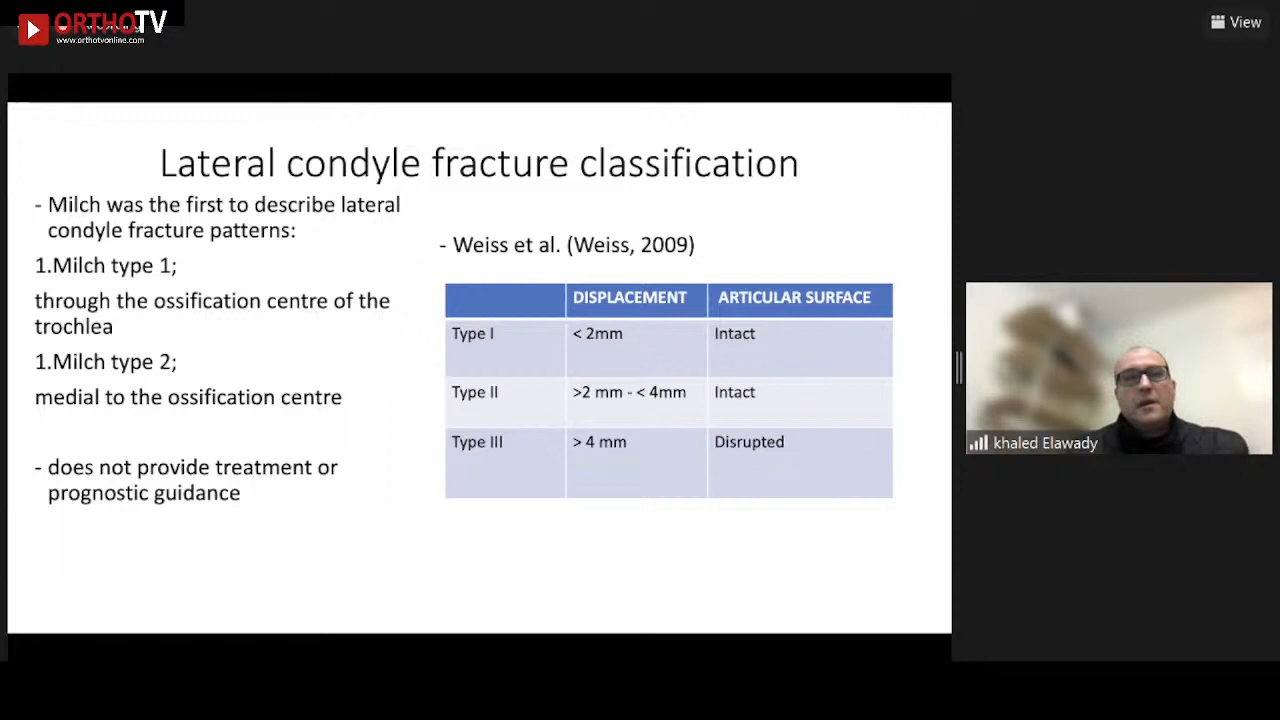 ORTHOTV
www.orthotvonline.com
View
Lateral condyle fracture classification
- Milch was the first to describe lateral
condyle fracture patterns:
1.Milch type 1;
through the ossification centre of the
trochlea
1.Milch type 2;
medial to the ossification centre
- does not provide treatment or
prognostic guidance
- Weiss et al. (Weiss, 2009)
DISPLACEMENT ARTICULAR SURFACE
Type I < 2mm Intact
Type II >2 mm - < 4mm Intact
Type III > 4 mm Disrupted
khaled Elawady